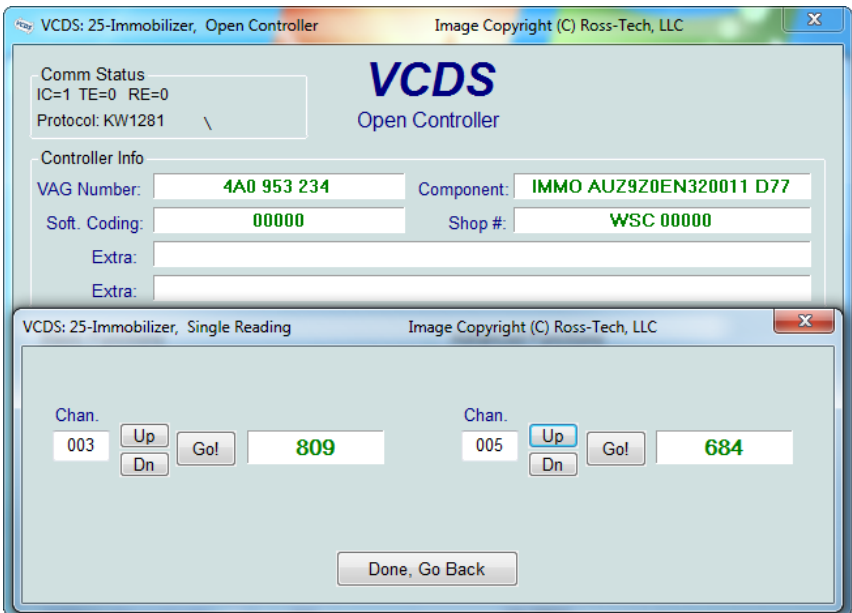 VCDS: 25-Immobilizer, Open Controller Image Copyright (C) Ross-Tech, LLC
Comm Status
IC=1 TE=0 RE=0
Protocol: KW1281 \
VCDS
Open Controller
Controller Info
VAG Number: 4A0 953 234 Component: IMMO AUZ9Z0EN320011 D77
Soft. Coding: 00000 Shop #: WSC 00000
Extra:
Extra:
VCDS: 25-Immobilizer, Single Reading Image Copyright (C) Ross-Tech, LLC
Chan. Chan.
003 Up Dn Go! 809 005 Up Dn Go! 684
Done, Go Back